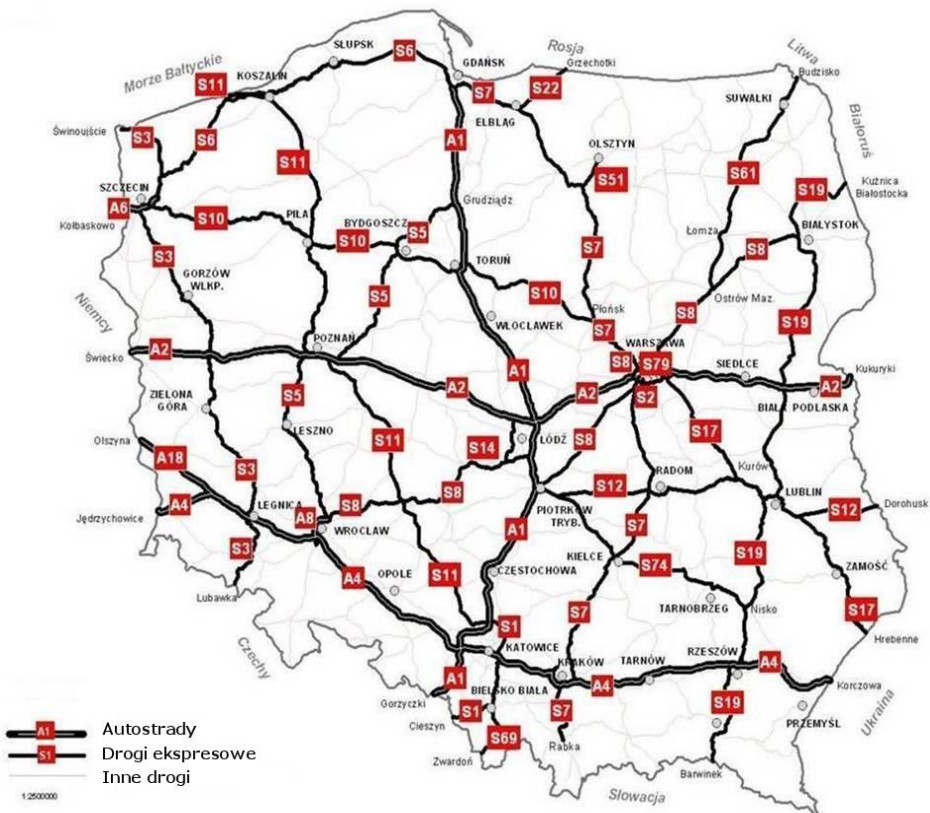 Morze Bałtyckie
SŁUPSK
S6
GDAŃSK
Rosja
Grzechotki
Litwa
Budzisko
S11
KOSZALIN
S7
S22
SUWAŁKI
Białoruś
Świnoujście
S3
S6
ELBLĄG
A1
OLSZTYN
S11
S51
S61
S19
Kuźnica
Białostocka
SZCZECIN
A6
Kołbaskowo
S10
PIŁA
BYDGOSZCZ
S5
Grudziądz
S10
Łomża
BIAŁYSTOK
S8
S7
S3
TORUŃ
GORZÓW
WLKP.
S5
S10
Płońsk
Ostrów Maz.
Niemcy
WŁOCŁAWEK
S7
S8
S19
POZNAŃ
WARSZAWA
Świecko
A2
A1
S8
S79
SIEDLCE
Kukuryki
A2
A2
S2
A2
BIAŁA PODLASKA
ZIELONA
GÓRA
S5
LESZNO
Olszyna
S11
S14
ŁÓDŹ
S8
S17
A18
S3
Kurów
RADOM
A4
LEGNICA
S8
S8
S12
LUBLIN
S12
Dorohusk
Jędrzychowice
A8
WROCŁAW
PIOTRKÓW
TRYB.
A1
S7
S3
KIELCE
S19
A4
OPOLE
S11
CZĘSTOCHOWA
S74
ZAMOŚĆ
Lubawka
TARNOBRZEG
Nisko
S17
S7
Hrebenne
Czechy
S1
KATOWICE
KRAKÓW
TARNÓW
RZESZÓW
A4
A1
A4
Korczowa
Gorzyczki
BIELSKO BIAŁA
S19
Ukraina
Cieszyn
S1
S7
PRZEMYŚL
S69
Zwardoń
Rabka
Barwinek
Słowacja
A1 Autostrady
S1 Drogi ekspresowe
Inne drogi
1:2500000